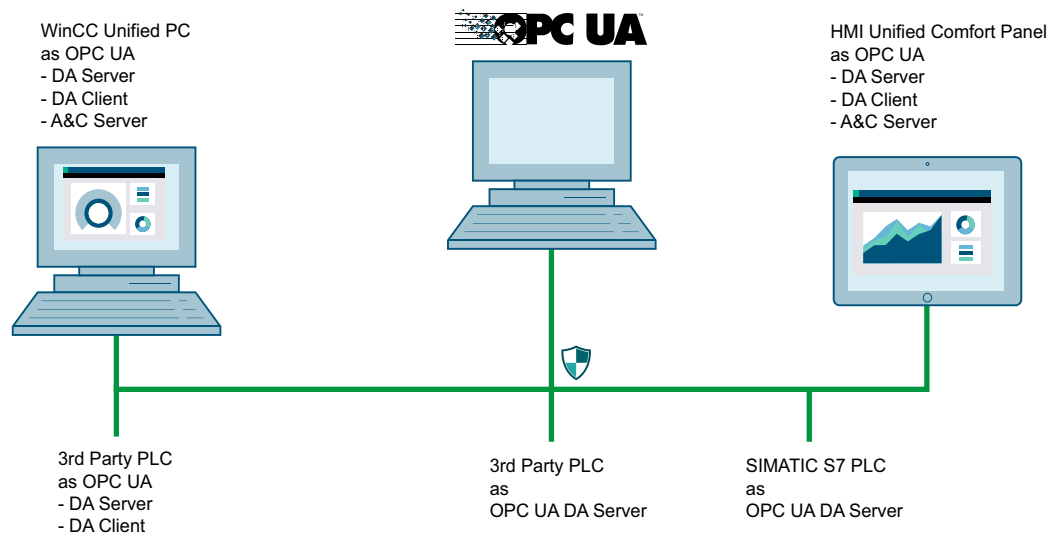 WinCC Unified PC
as OPC UA
- DA Server
- DA Client
- A&C Server
OPC UA
HMI Unified Comfort Panel
as OPC UA
- DA Server
- DA Client
- A&C Server
3rd Party PLC
as OPC UA
- DA Server
- DA Client
3rd Party PLC
as
OPC UA DA Server
SIMATIC S7 PLC
as
OPC UA DA Server